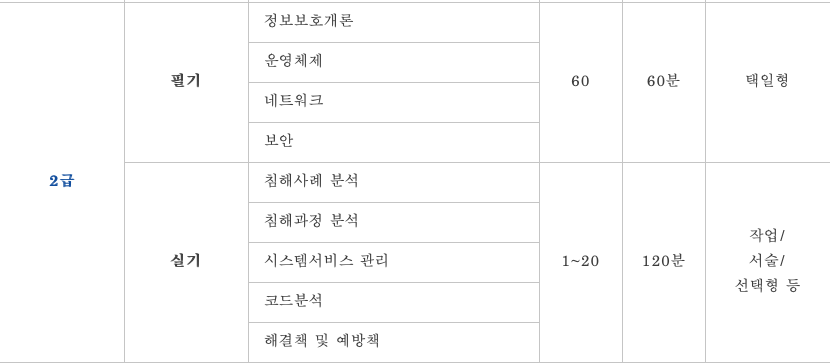 2급
필기
정보보호개론
운영체제
네트워크
보안
60
60분
택일형
실기
침해사례 분석
침해과정 분석
시스템서비스 관리
코드분석
해결책 및 예방책
1~20
120분
작업/
서술/
선택형 등